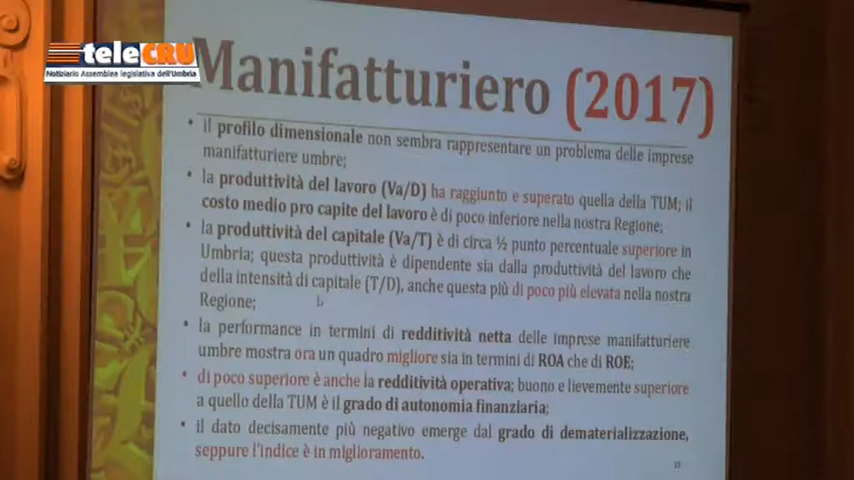 teleCRU
Notiziario Assemblea legislativa dell'Umbria
Manifatturiero (2017)
• il profilo dimensionale non sembra rappresentare un problema delle imprese
manifatturiere umbre;
• la produttività del lavoro (Va/D) ha raggiunto e superato quella della TUM; il
costo medio pro capite del lavoro è di poco inferiore nella nostra Regione;
• la produttività del capitale (Va/T) è di circa ½ punto percentuale superiore in
Umbria; questa produttività è dipendente sia dalla produttività del lavoro che
della intensità di capitale (T/D), anche questa più di poco più elevata nella nostra
Regione;
• la performance in termini di redditività netta delle imprese manifatturiere
umbre mostra ora un quadro migliore sia in termini di ROA che di ROE;
• di poco superiore è anche la redditività operativa; buono e lievemente superiore
a quello della TUM è il grado di autonomia finanziaria;
• il dato decisamente più negativo emerge dal grado di dematerializzazione,
seppure l'indice è in miglioramento.